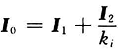 I₀ = I₁ + I₂/kᵢ